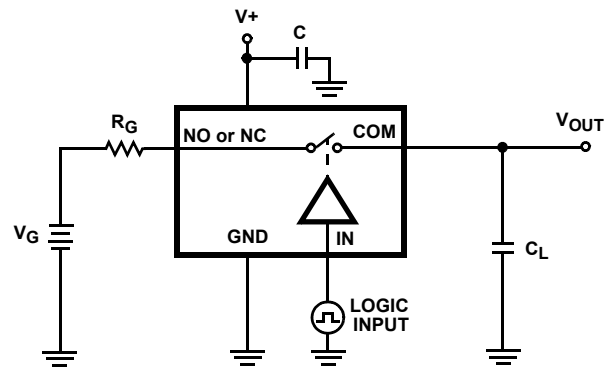 V+
C
RG
NO or NC
COM
VOUT
VG
GND
IN
CL
LOGIC
INPUT